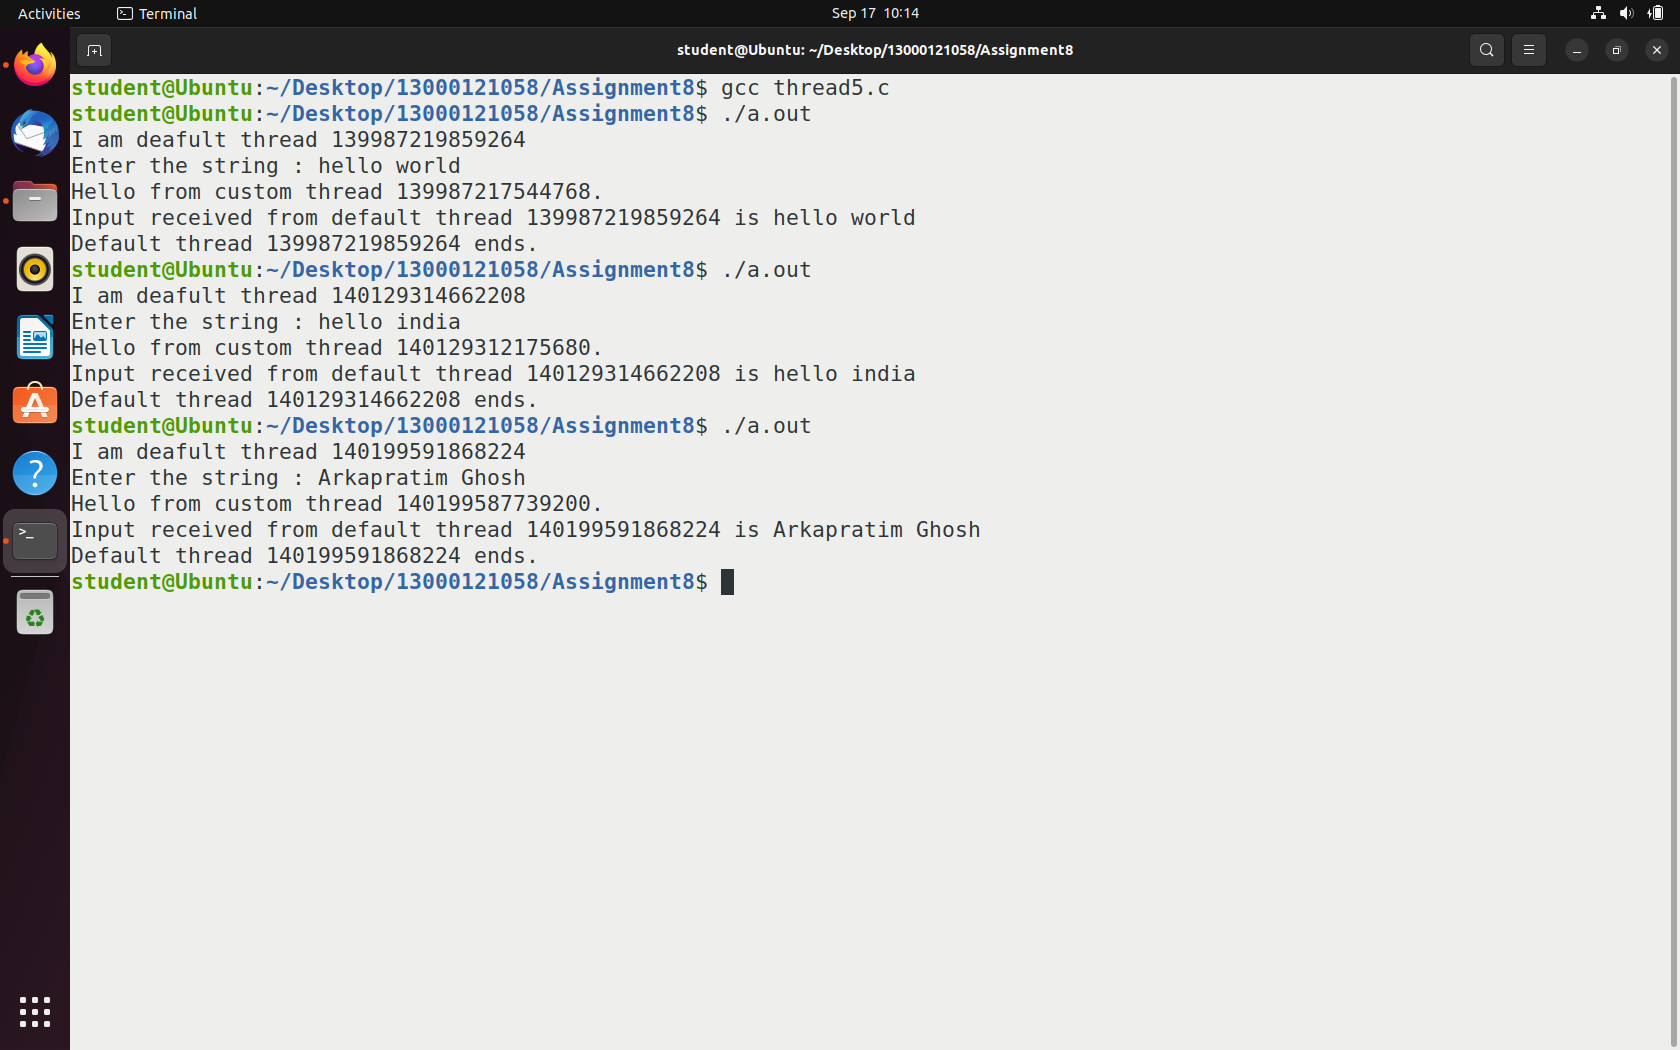 Activities
Terminal
Sep 17 10:14
student@Ubuntu: ~/Desktop/13000121058/Assignment8
student@Ubuntu:~/Desktop/13000121058/Assignment8$ gcc thread5.c
student@Ubuntu:~/Desktop/13000121058/Assignment8$ ./a.out
I am deafult thread 139987219859264
Enter the string : hello world
Hello from custom thread 139987217544768.
Input received from default thread 139987219859264 is hello world
Default thread 139987219859264 ends.
student@Ubuntu:~/Desktop/13000121058/Assignment8$ ./a.out
I am deafult thread 140129314662208
Enter the string : hello india
Hello from custom thread 140129312175680.
Input received from default thread 140129314662208 is hello india
Default thread 140129314662208 ends.
student@Ubuntu:~/Desktop/13000121058/Assignment8$ ./a.out
I am deafult thread 140199591868224
Enter the string : Arkapratim Ghosh
Hello from custom thread 140199587739200.
Input received from default thread 140199591868224 is Arkapratim Ghosh
Default thread 140199591868224 ends.
student@Ubuntu:~/Desktop/13000121058/Assignment8$